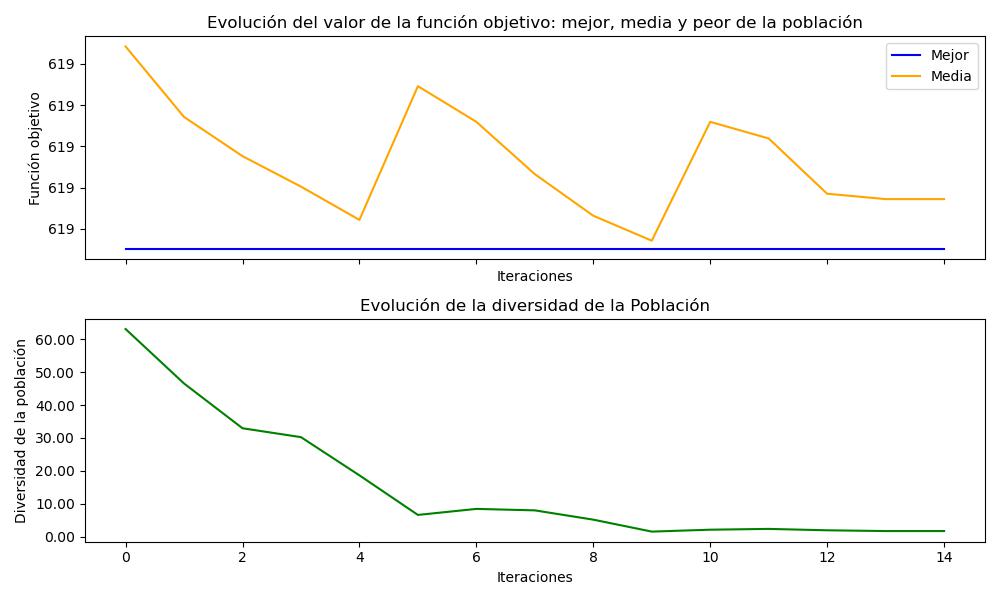 Evolución del valor de la función objetivo: mejor, media y peor de la población
Función objetivo
619
619
619
619
619
Mejor
Media
Iteraciones
Evolución de la diversidad de la Población
Diversidad de la población
60.00
50.00
40.00
30.00
20.00
10.00
0.00
0 2 4 6 8 10 12 14
Iteraciones